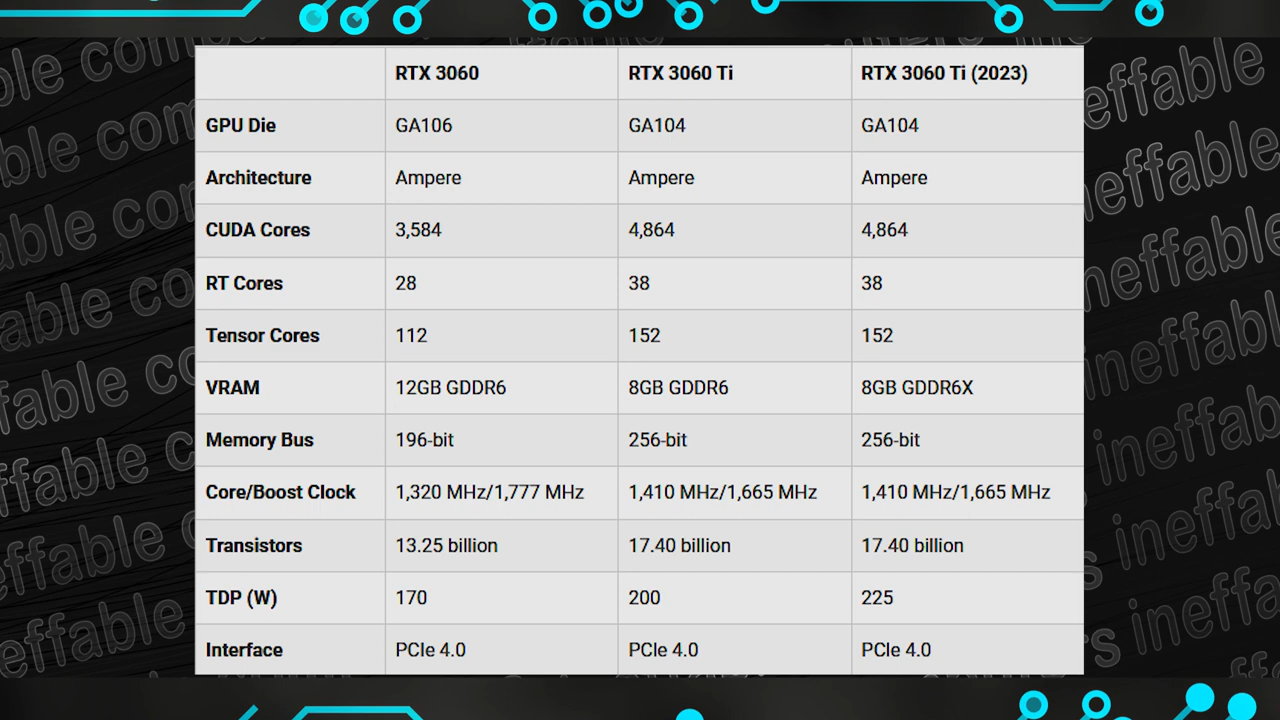 RTX 3060 RTX 3060 Ti RTX 3060 Ti (2023)
GPU Die GA106 GA104 GA104
Architecture Ampere Ampere Ampere
CUDA Cores 3,584 4,864 4,864
RT Cores 28 38 38
Tensor Cores 112 152 152
VRAM 12GB GDDR6 8GB GDDR6 8GB GDDR6X
Memory Bus 196-bit 256-bit 256-bit
Core/Boost Clock 1,320 MHz/1,777 MHz 1,410 MHz/1,665 MHz 1,410 MHz/1,665 MHz
Transistors 13.25 billion 17.40 billion 17.40 billion
TDP (W) 170 200 225
Interface PCIe 4.0 PCIe 4.0 PCIe 4.0